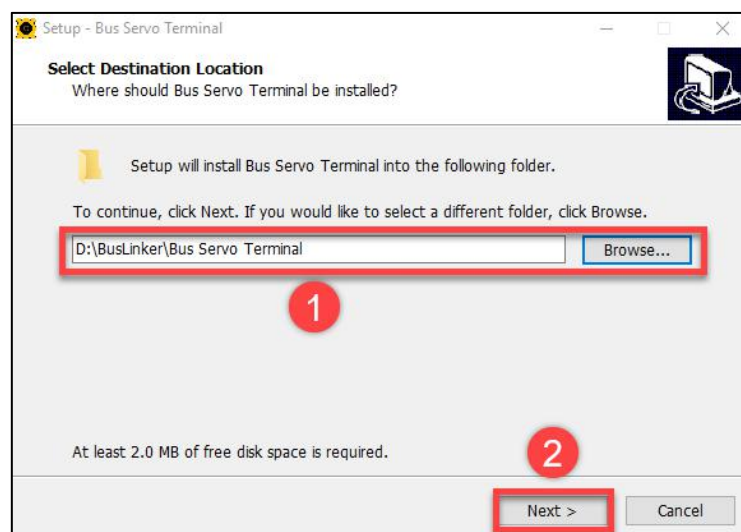 Setup - Bus Servo Terminal
Select Destination Location
Where should Bus Servo Terminal be installed?
Setup will install Bus Servo Terminal into the following folder.
To continue, click Next. If you would like to select a different folder, click Browse.
D:\BusLinker\Bus Servo Terminal
Browse...
1
At least 2.0 MB of free disk space is required.
2
Next >
Cancel